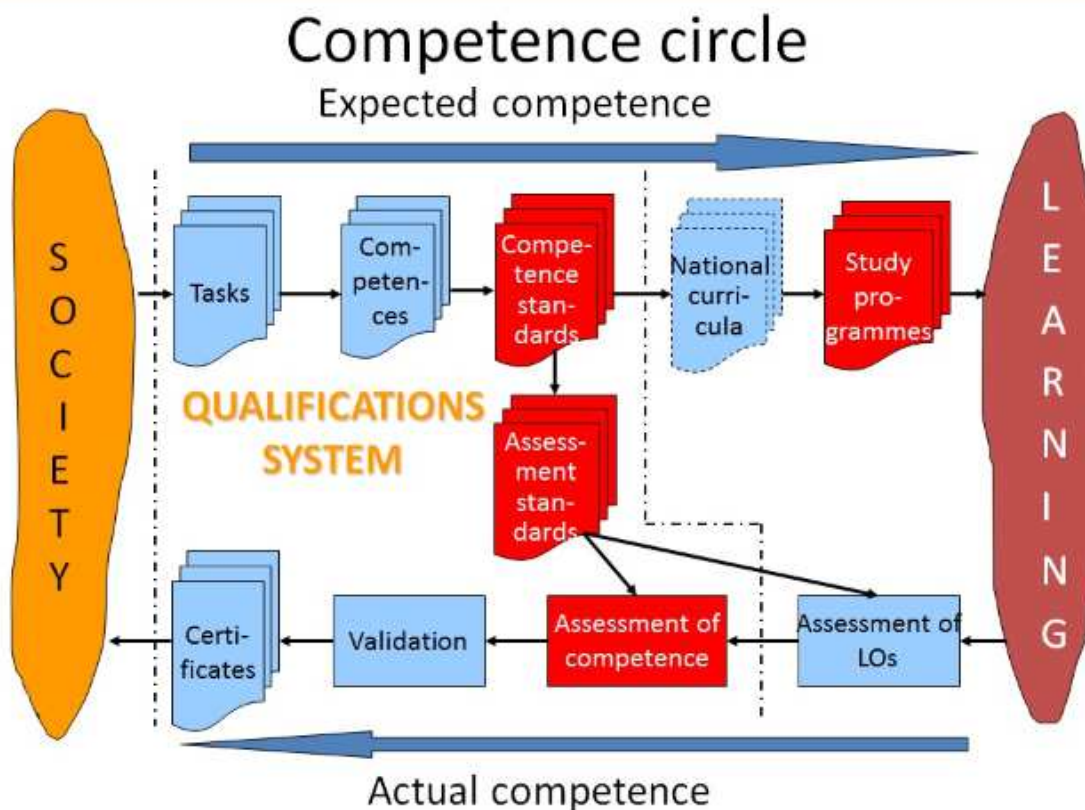 Competence circle
Expected competence
S
O
C
I
E
T
Y
Tasks
Com-
peten-
ces
Compe-
tence stan-
dards
National
curri-
cula
Study
pro-
grammes
L
E
A
R
N
I
N
G
QUALIFICATIONS
SYSTEM
Assess-
ment
stan-
dards
Certi-
ficates
Validation
Assessment of
competence
Assessment of
LOs
Actual competence